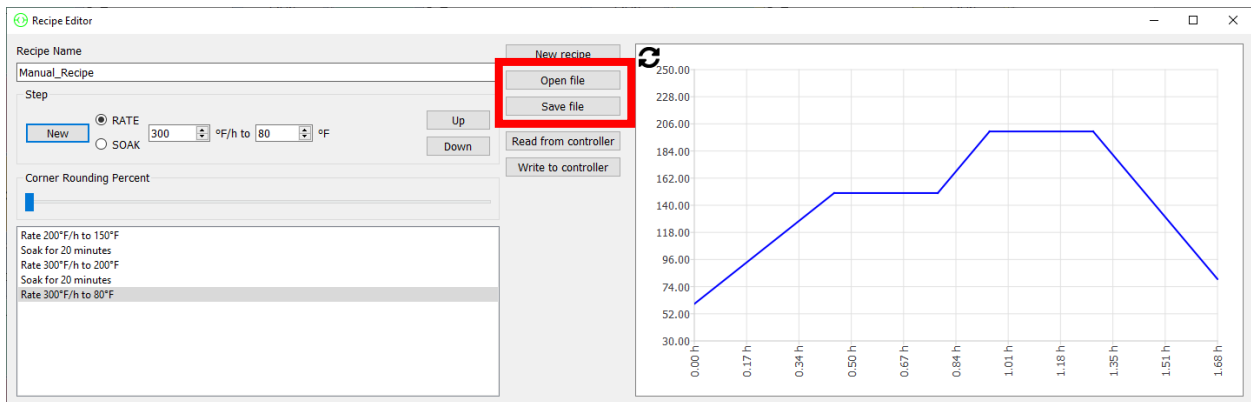 Recipe Editor
Recipe Name
Manual_Recipe
Step
New
RATE
SOAK
300
°F/h to
80
°F
Up
Down
Corner Rounding Percent
Rate 200°F/h to 150°F
Soak for 20 minutes
Rate 300°F/h to 200°F
Soak for 20 minutes
Rate 300°F/h to 80°F
New recipe
Open file
Save file
Read from controller
Write to controller
250.00
228.00
206.00
184.00
162.00
140.00
118.00
96.00
74.00
52.00
30.00
0.00 h
0.17 h
0.34 h
0.50 h
0.67 h
0.84 h
1.01 h
1.18 h
1.35 h
1.51 h
1.68 h